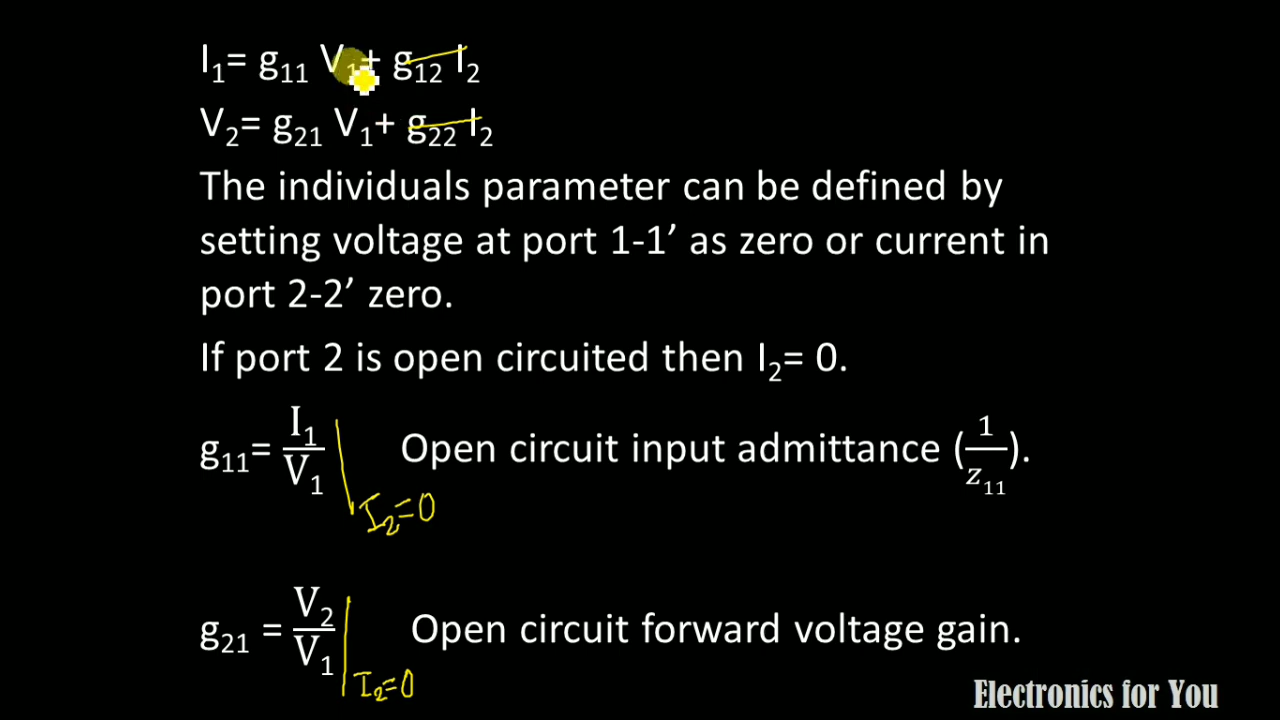 I₁= g₁₁ V₁+ g₁₂ I₂
V₂= g₂₁ V₁+ g₂₂ I₂
The individuals parameter can be defined by
setting voltage at port 1-1’ as zero or current in
port 2-2’ zero.
If port 2 is open circuited then I₂= 0.
g₁₁= I₁/V₁ | I₂=0 Open circuit input admittance (1/z₁₁).
g₂₁ = V₂/V₁ | I₂=0 Open circuit forward voltage gain.
Electronics for You